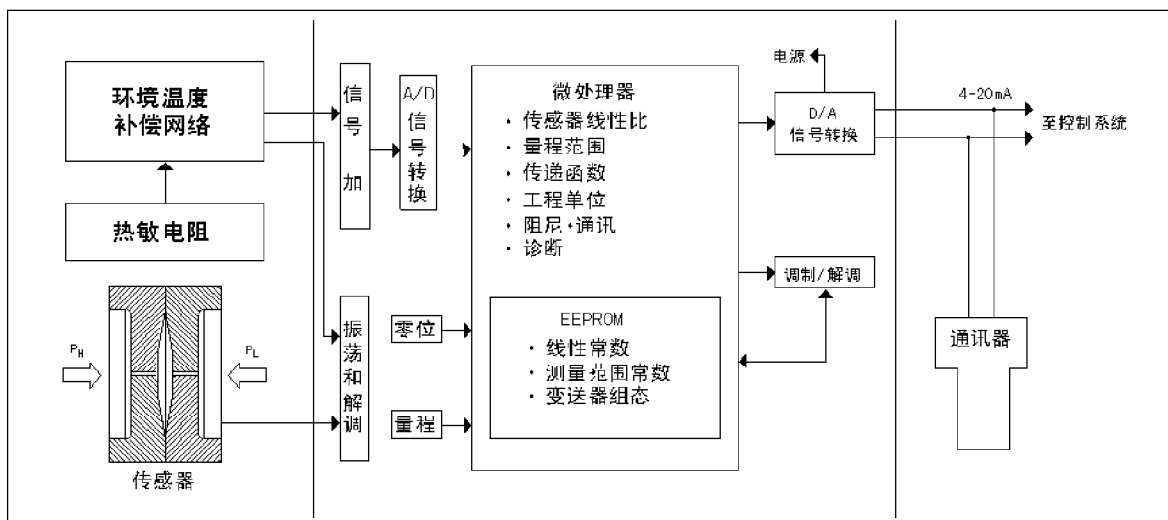 环境温度
补偿网络
热敏电阻
P_H
P_L
传感器
信号 加
A/D
信号转换
振荡和解调
零位
量程
微处理器
· 传感器线性比
· 量程范围
· 传递函数
· 工程单位
· 阻尼·通讯
· 诊断
EEPROM
· 线性常数
· 测量范围常数
· 变送器组态
电源
D/A
信号转换
调制/解调
4-20mA
至控制系统
通讯器